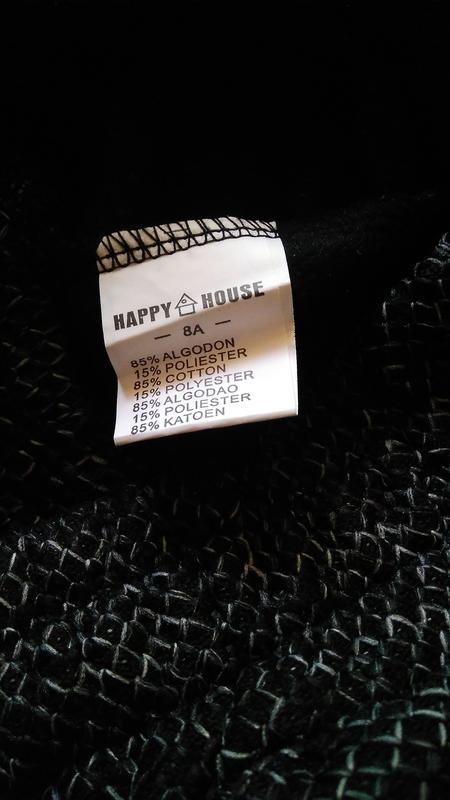 HAPPY HOUSE
— 8A —
85% ALGODON
15% POLIESTER
85% COTTON
15% POLYESTER
85% ALGODAO
15% POLIESTER
85% KATOEN